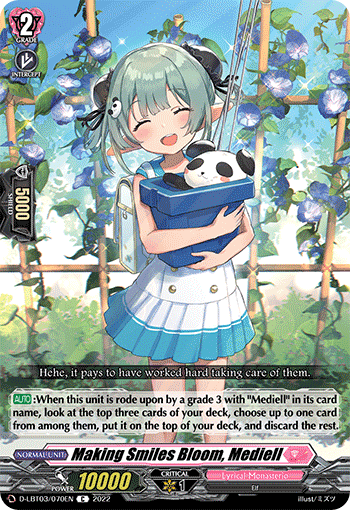 2
GRADE
INTERCEPT
5000
SHIELD
Hehe, it pays to have worked hard taking care of them.
AUTO :When this unit is rode upon by a grade 3 with "Mediell" in its card
name, look at the top three cards of your deck, choose up to one card
from among them, put it on the top of your deck, and discard the rest.
NORMAL UNIT
Making Smiles Bloom, Mediell
POWER 10000
CRITICAL
1
Lyrical Monasterio
Elf
D-LBT03/070EN C 2022
illust/ミズツ